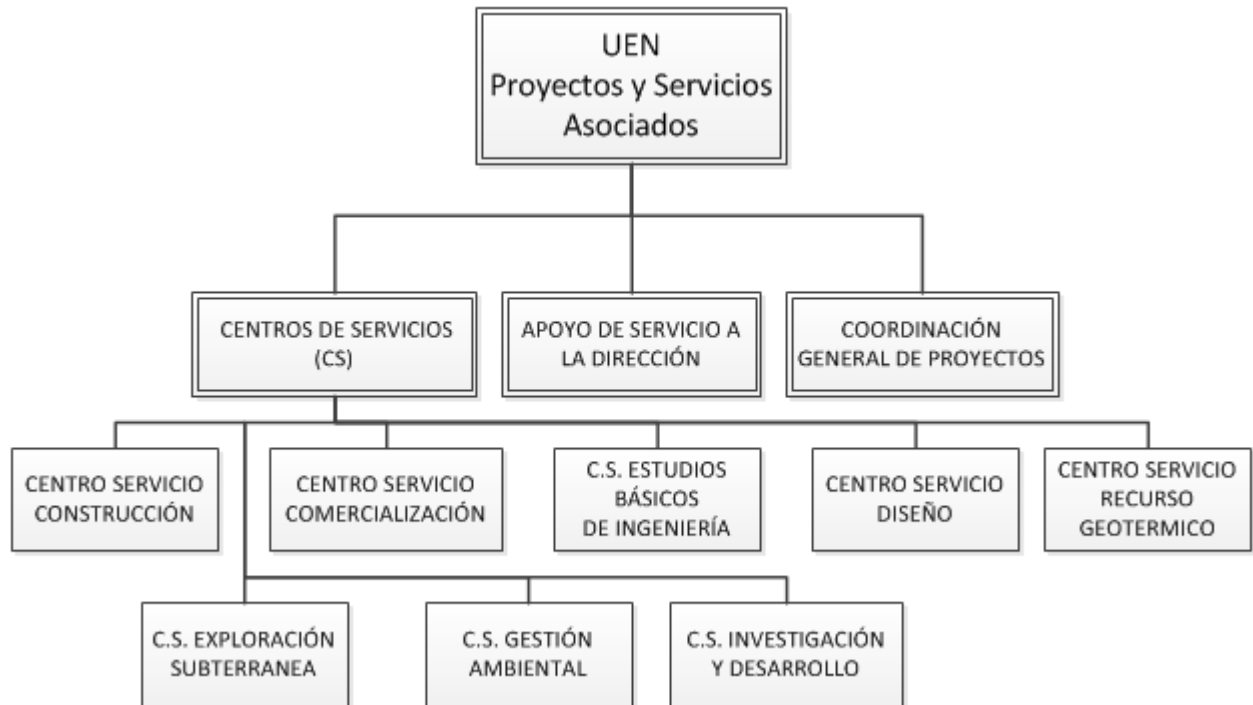 UEN
Proyectos y Servicios
Asociados
CENTROS DE SERVICIOS
(CS)
APOYO DE SERVICIO A
LA DIRECCIÓN
COORDINACIÓN
GENERAL DE PROYECTOS
CENTRO SERVICIO
CONSTRUCCIÓN
CENTRO SERVICIO
COMERCIALIZACIÓN
C.S. ESTUDIOS
BÁSICOS
DE INGENIERÍA
CENTRO SERVICIO
DISEÑO
CENTRO SERVICIO
RECURSO
GEOTERMICO
C.S. EXPLORACIÓN
SUBTERRANEA
C.S. GESTIÓN
AMBIENTAL
C.S. INVESTIGACIÓN
Y DESARROLLO